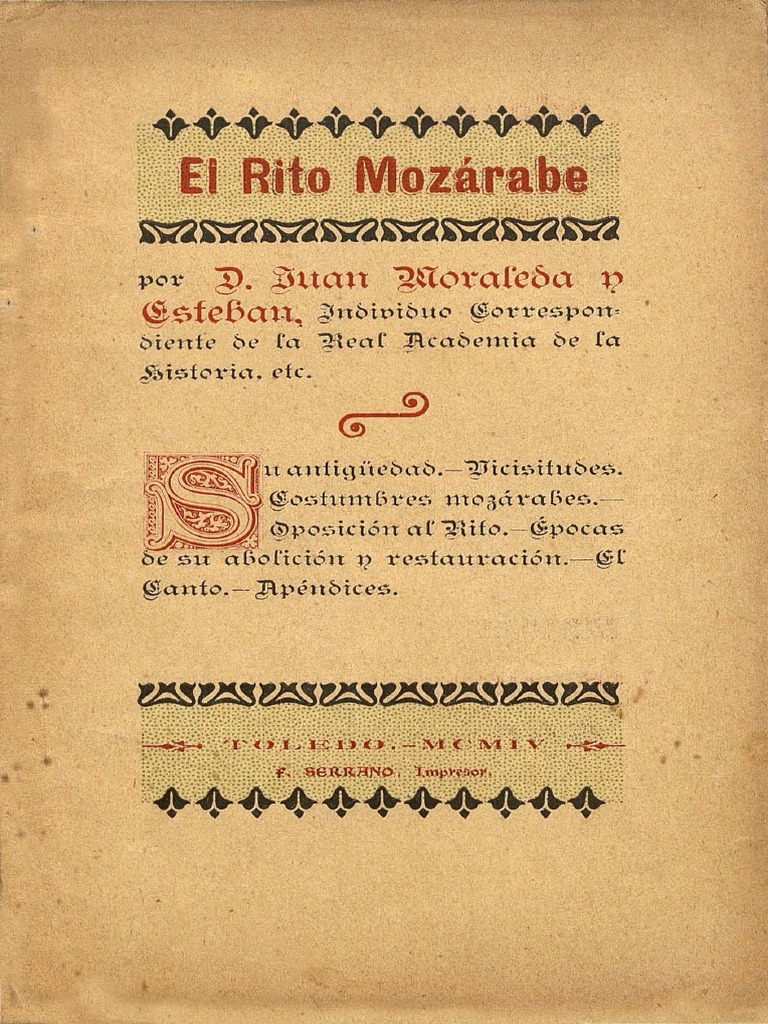 El Rito Mozárabe
por D. Juan Moraleda y
Esteban, Individuo Correspon-
diente de la Real Academia de la
Historia. etc.
Su antigüedad.—Vicisitudes.
Costumbres mozárabes.—
Oposición al Rito.—Épocas
de su abolición y restauración.—El
Canto.—Apéndices.
TOLEDO.—MCMIV
F. SERRANO, Impresor.